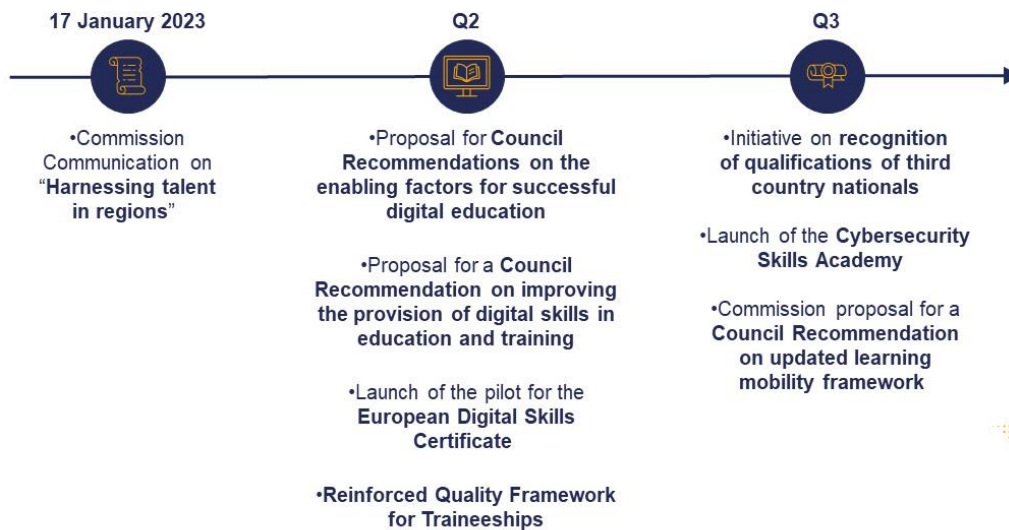 17 January 2023
•Commission
Communication on
“Harnessing talent
in regions”
Q2
•Proposal for Council
Recommendations on the
enabling factors for successful
digital education
•Proposal for a Council
Recommendation on improving
the provision of digital skills in
education and training
•Launch of the pilot for the
European Digital Skills
Certificate
•Reinforced Quality Framework
for Traineeships
Q3
•Initiative on recognition
of qualifications of third
country nationals
•Launch of the Cybersecurity
Skills Academy
•Commission proposal for a
Council Recommendation
on updated learning
mobility framework